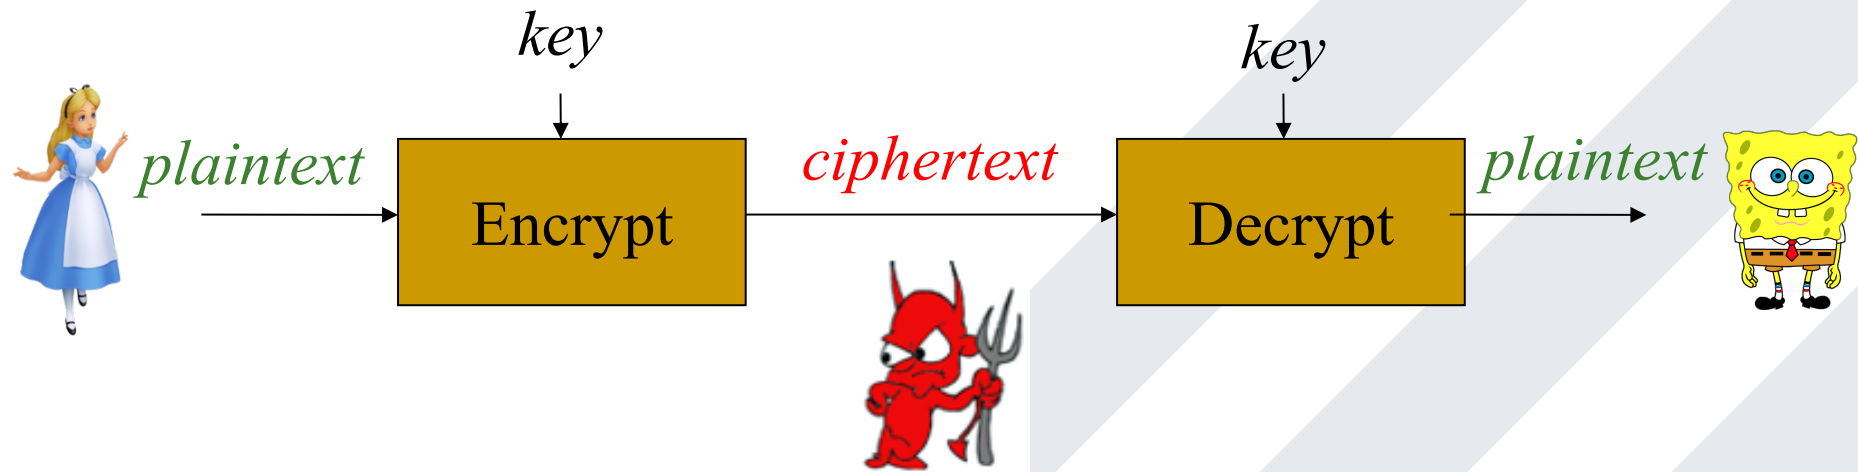 key
key
plaintext
Encrypt
ciphertext
Decrypt
plaintext